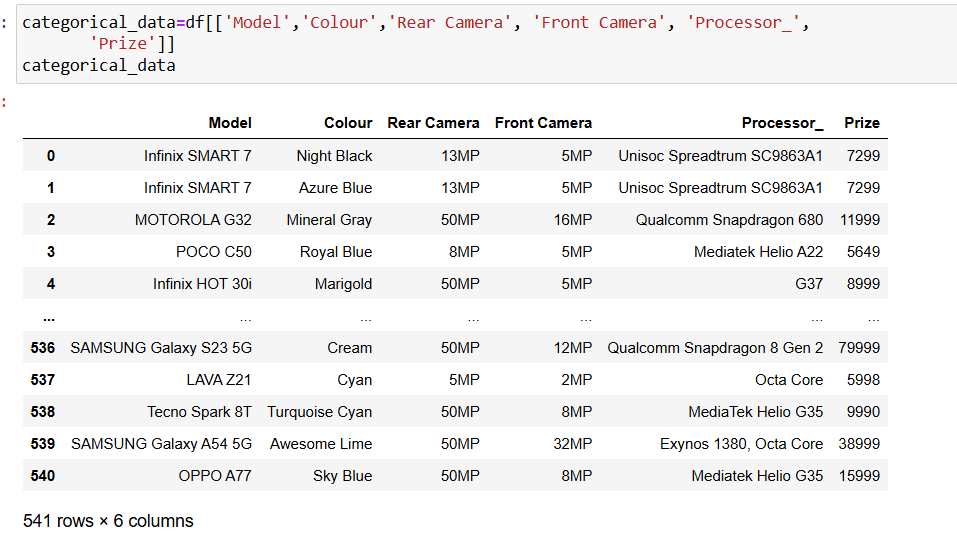 : categorical_data=df[['Model','Colour','Rear Camera', 'Front Camera', 'Processor_',
'Prize']]
categorical_data
:
Model Colour Rear Camera Front Camera Processor_ Prize
0 Infinix SMART 7 Night Black 13MP 5MP Unisoc Spreadtrum SC9863A1 7299
1 Infinix SMART 7 Azure Blue 13MP 5MP Unisoc Spreadtrum SC9863A1 7299
2 MOTOROLA G32 Mineral Gray 50MP 16MP Qualcomm Snapdragon 680 11999
3 POCO C50 Royal Blue 8MP 5MP Mediatek Helio A22 5649
4 Infinix HOT 30i Marigold 50MP 5MP G37 8999
... ... ... ... ... ... ...
536 SAMSUNG Galaxy S23 5G Cream 50MP 12MP Qualcomm Snapdragon 8 Gen 2 79999
537 LAVA Z21 Cyan 5MP 2MP Octa Core 5998
538 Tecno Spark 8T Turquoise Cyan 50MP 8MP MediaTek Helio G35 9990
539 SAMSUNG Galaxy A54 5G Awesome Lime 50MP 32MP Exynos 1380, Octa Core 38999
540 OPPO A77 Sky Blue 50MP 8MP Mediatek Helio G35 15999
541 rows × 6 columns